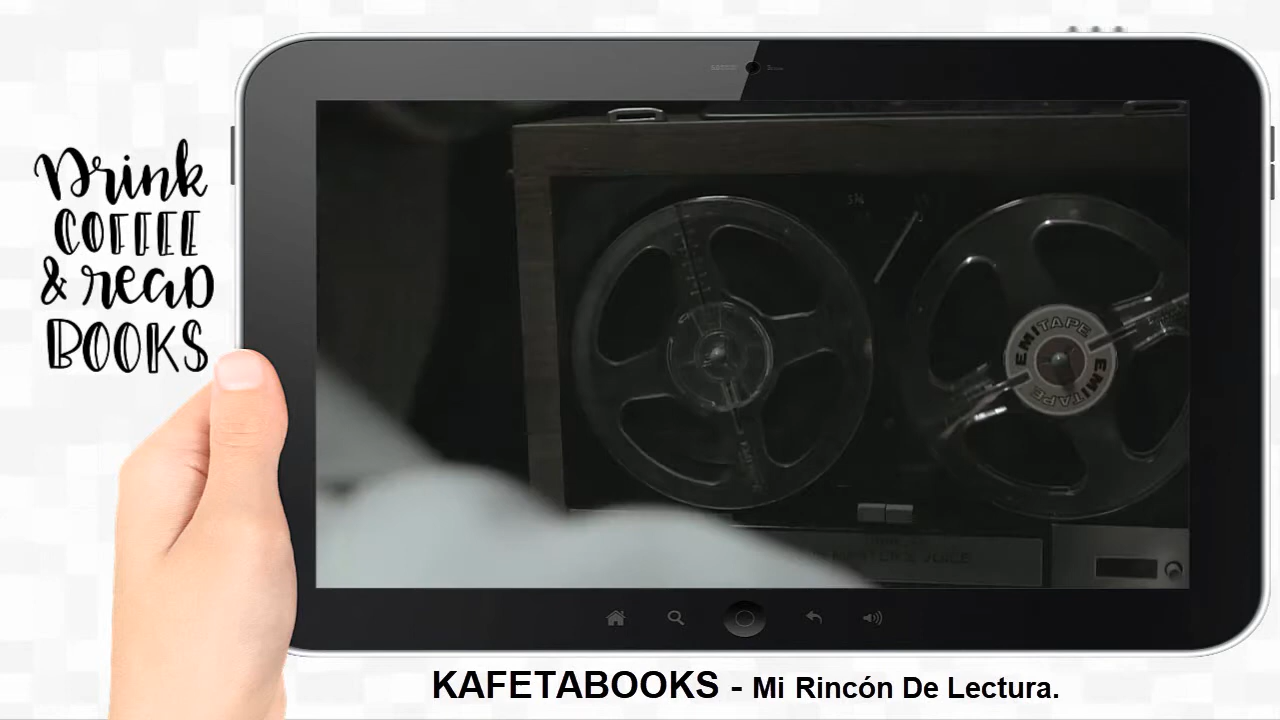 Drink
COFFEE
& read
BOOKS
EMITAPE
EMITAPE
KAFETABOOKS - Mi Rincón De Lectura.